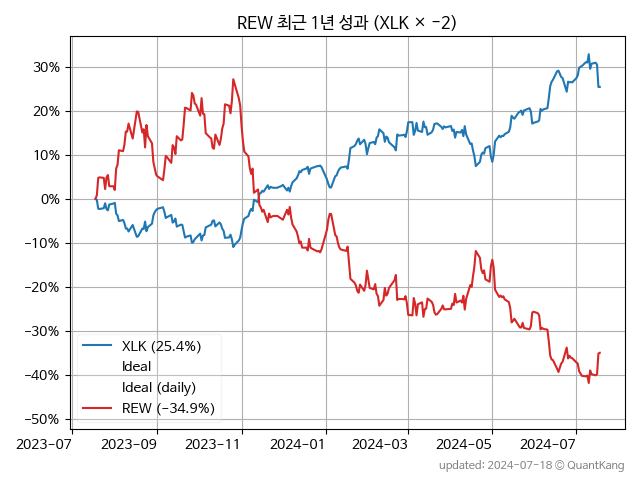 REW 최근 1년 성과 (XLK × −2)
30%
20%
10%
0%
−10%
−20%
−30%
−40%
−50%
XLK (25.4%)
Ideal
Ideal (daily)
REW (−34.9%)
2023−07 2023−09 2023−11 2024−01 2024−03 2024−05 2024−07
updated: 2024-07-18 © QuantKang